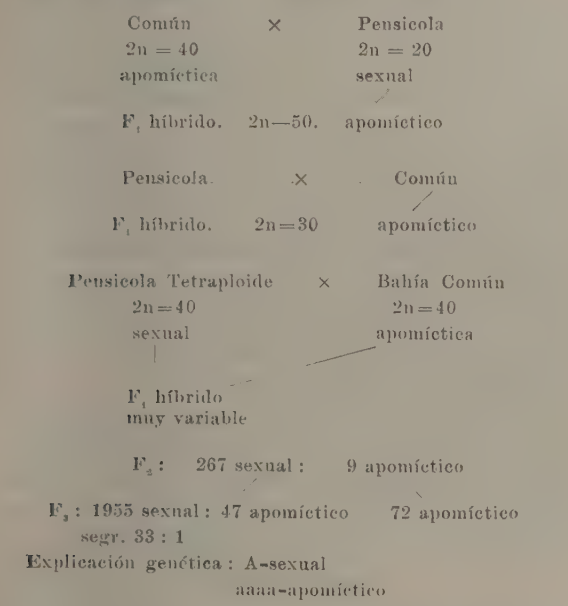 Común × Pensicola
2n = 40 2n = 20
apomíctica sexual
F₁ híbrido. 2n—50. apomíctico
Pensicola. × Común
F₁ híbrido. 2n=30 apomíctico
Pensicola Tetraploide × Bahía Común
2n=40 2n=40
sexual apomíctica
F₁ híbrido
muy variable
F₂: 267 sexual: 9 apomíctico
F₃: 1955 sexual: 47 apomíctico 72 apomíctico
segr. 33 : 1
Explicación genética: A-sexual
aaaa-apomíctico